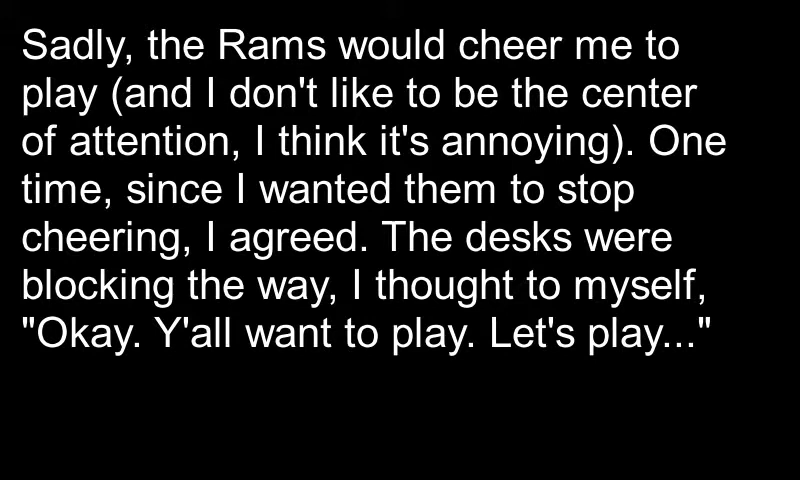 Sadly, the Rams would cheer me to
play (and I don't like to be the center
of attention, I think it's annoying). One
time, since I wanted them to stop
cheering, I agreed. The desks were
blocking the way, I thought to myself,
"Okay. Y'all want to play. Let's play..."